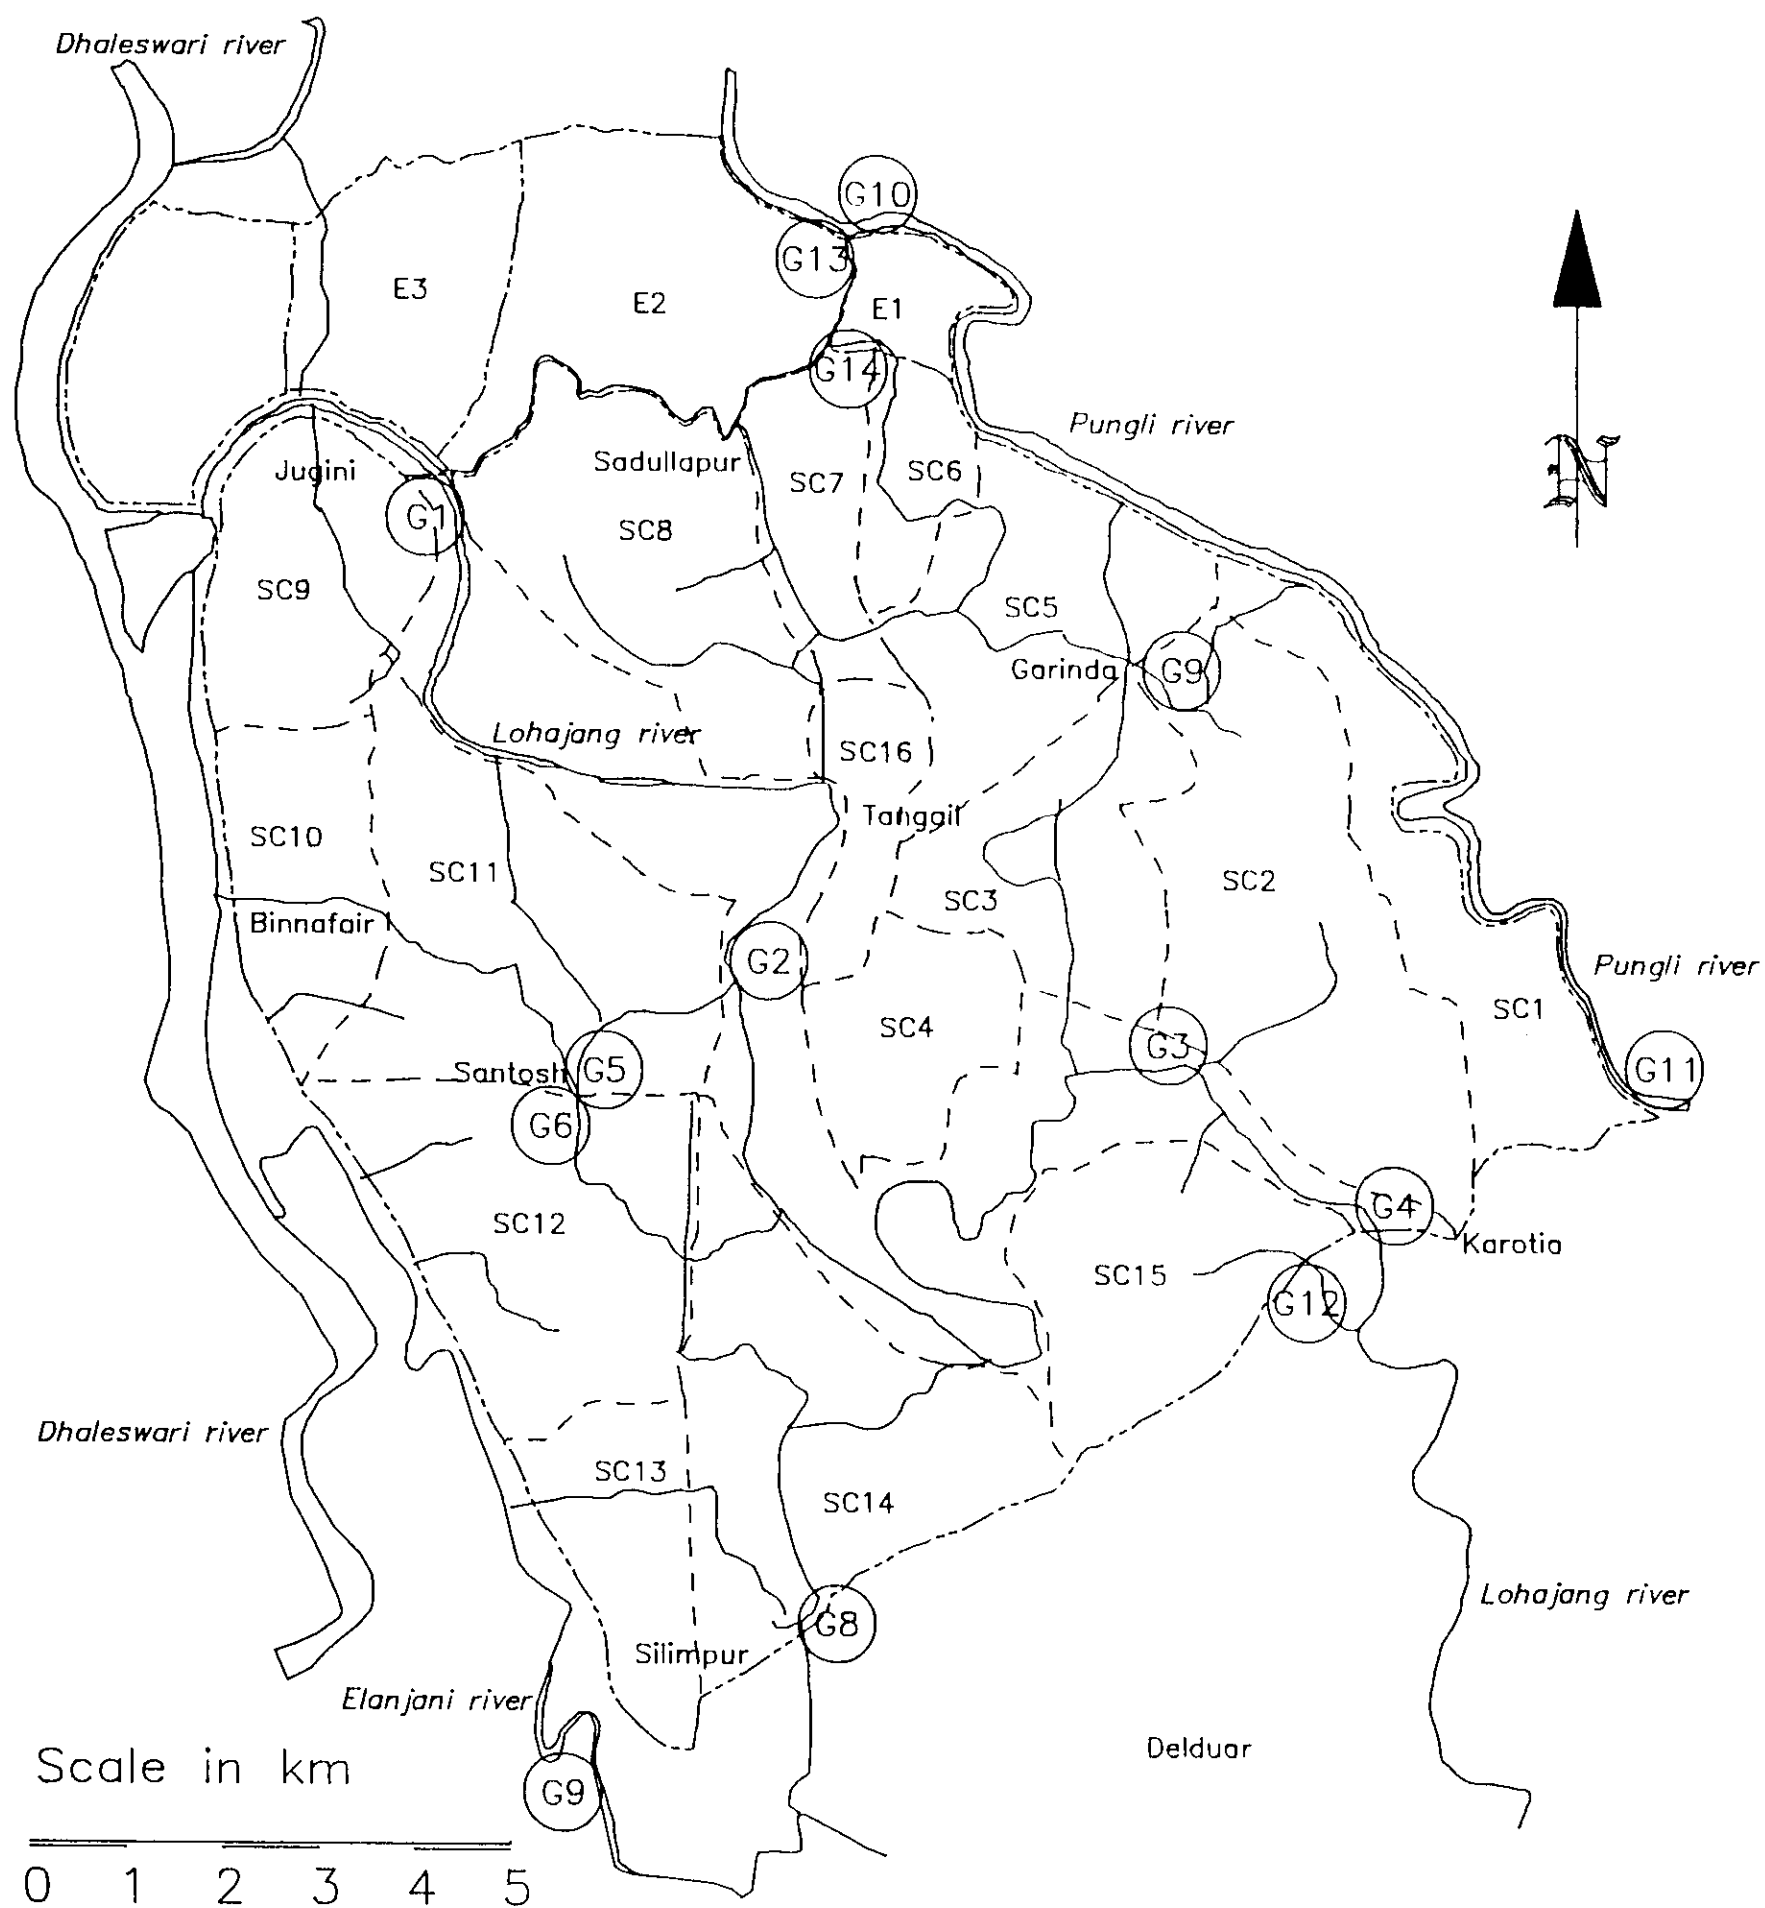 Dhaleswari river
G10
G13
E3
E2
E1
G14
Pungli river
N
Jugini
Sadullapur
SC6
SC7
G1
SC8
SC9
SC5
Garinda
G9
Lohajang river
SC16
Tanggil
SC10
SC11
SC2
SC3
Binnafair
G2
Pungli river
SC1
SC4
G3
Santosh
G5
G11
G6
G4
SC12
Karotia
SC15
G12
Dhaleswari river
SC13
SC14
Lohajang river
G8
Silimpur
Elanjani river
Delduar
Scale in km
G9
0 1 2 3 4 5